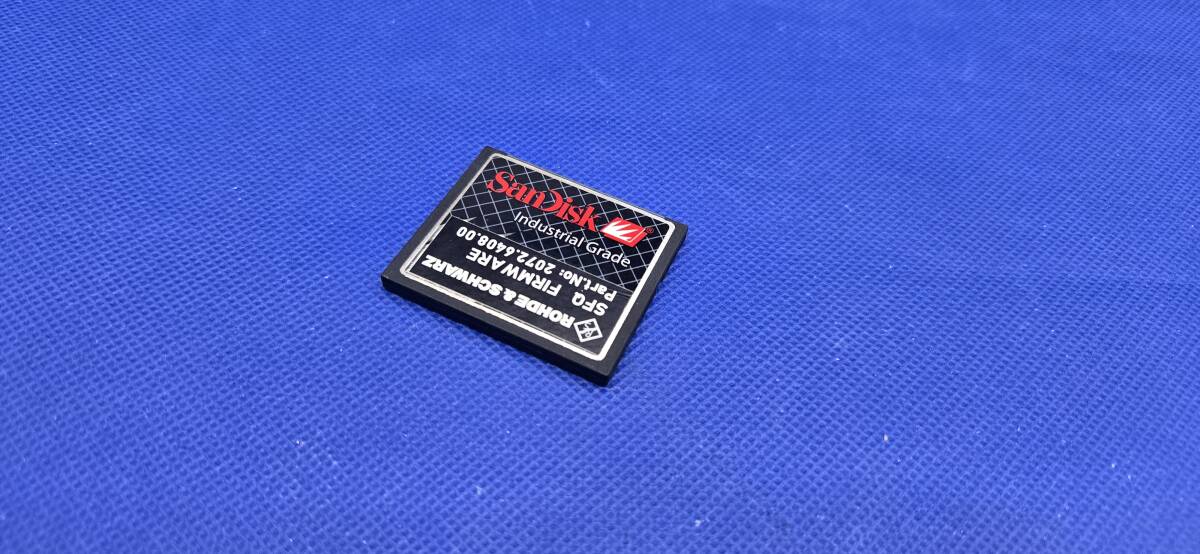 SanDisk ®
Industrial Grade
ROHDE & SCHWARZ
SFQ FIRMWARE
Part.No: 2072.6408.00